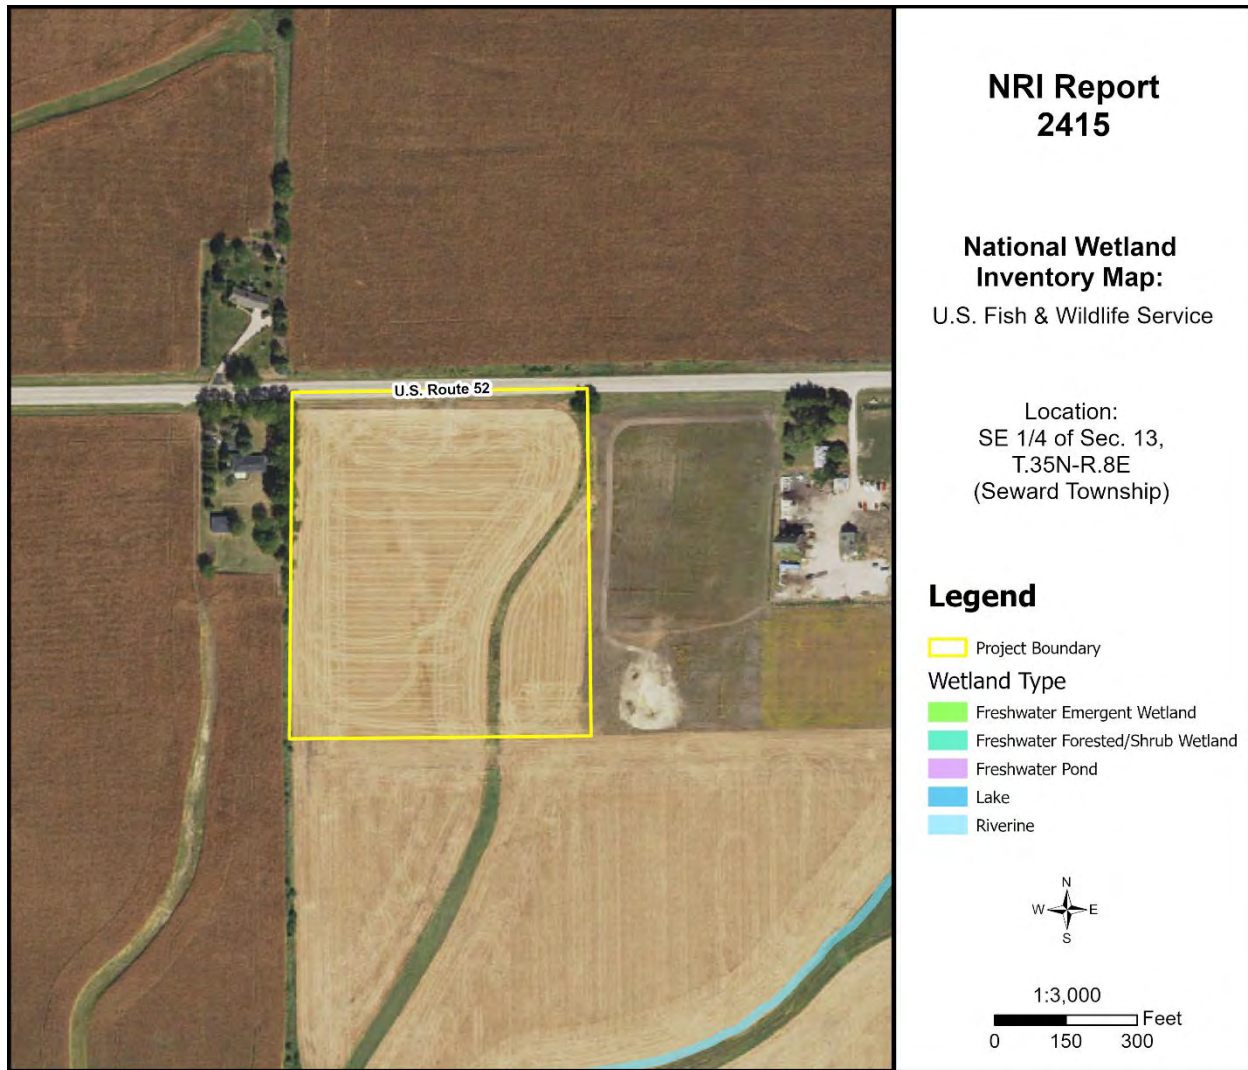 U.S. Route 52
NRI Report
2415
National Wetland
Inventory Map:
U.S. Fish & Wildlife Service
Location:
SE 1/4 of Sec. 13,
T.35N-R.8E
(Seward Township)
Legend
Project Boundary
Wetland Type
Freshwater Emergent Wetland
Freshwater Forested/Shrub Wetland
Freshwater Pond
Lake
Riverine
N
W E
S
1:3,000
Feet
0 150 300